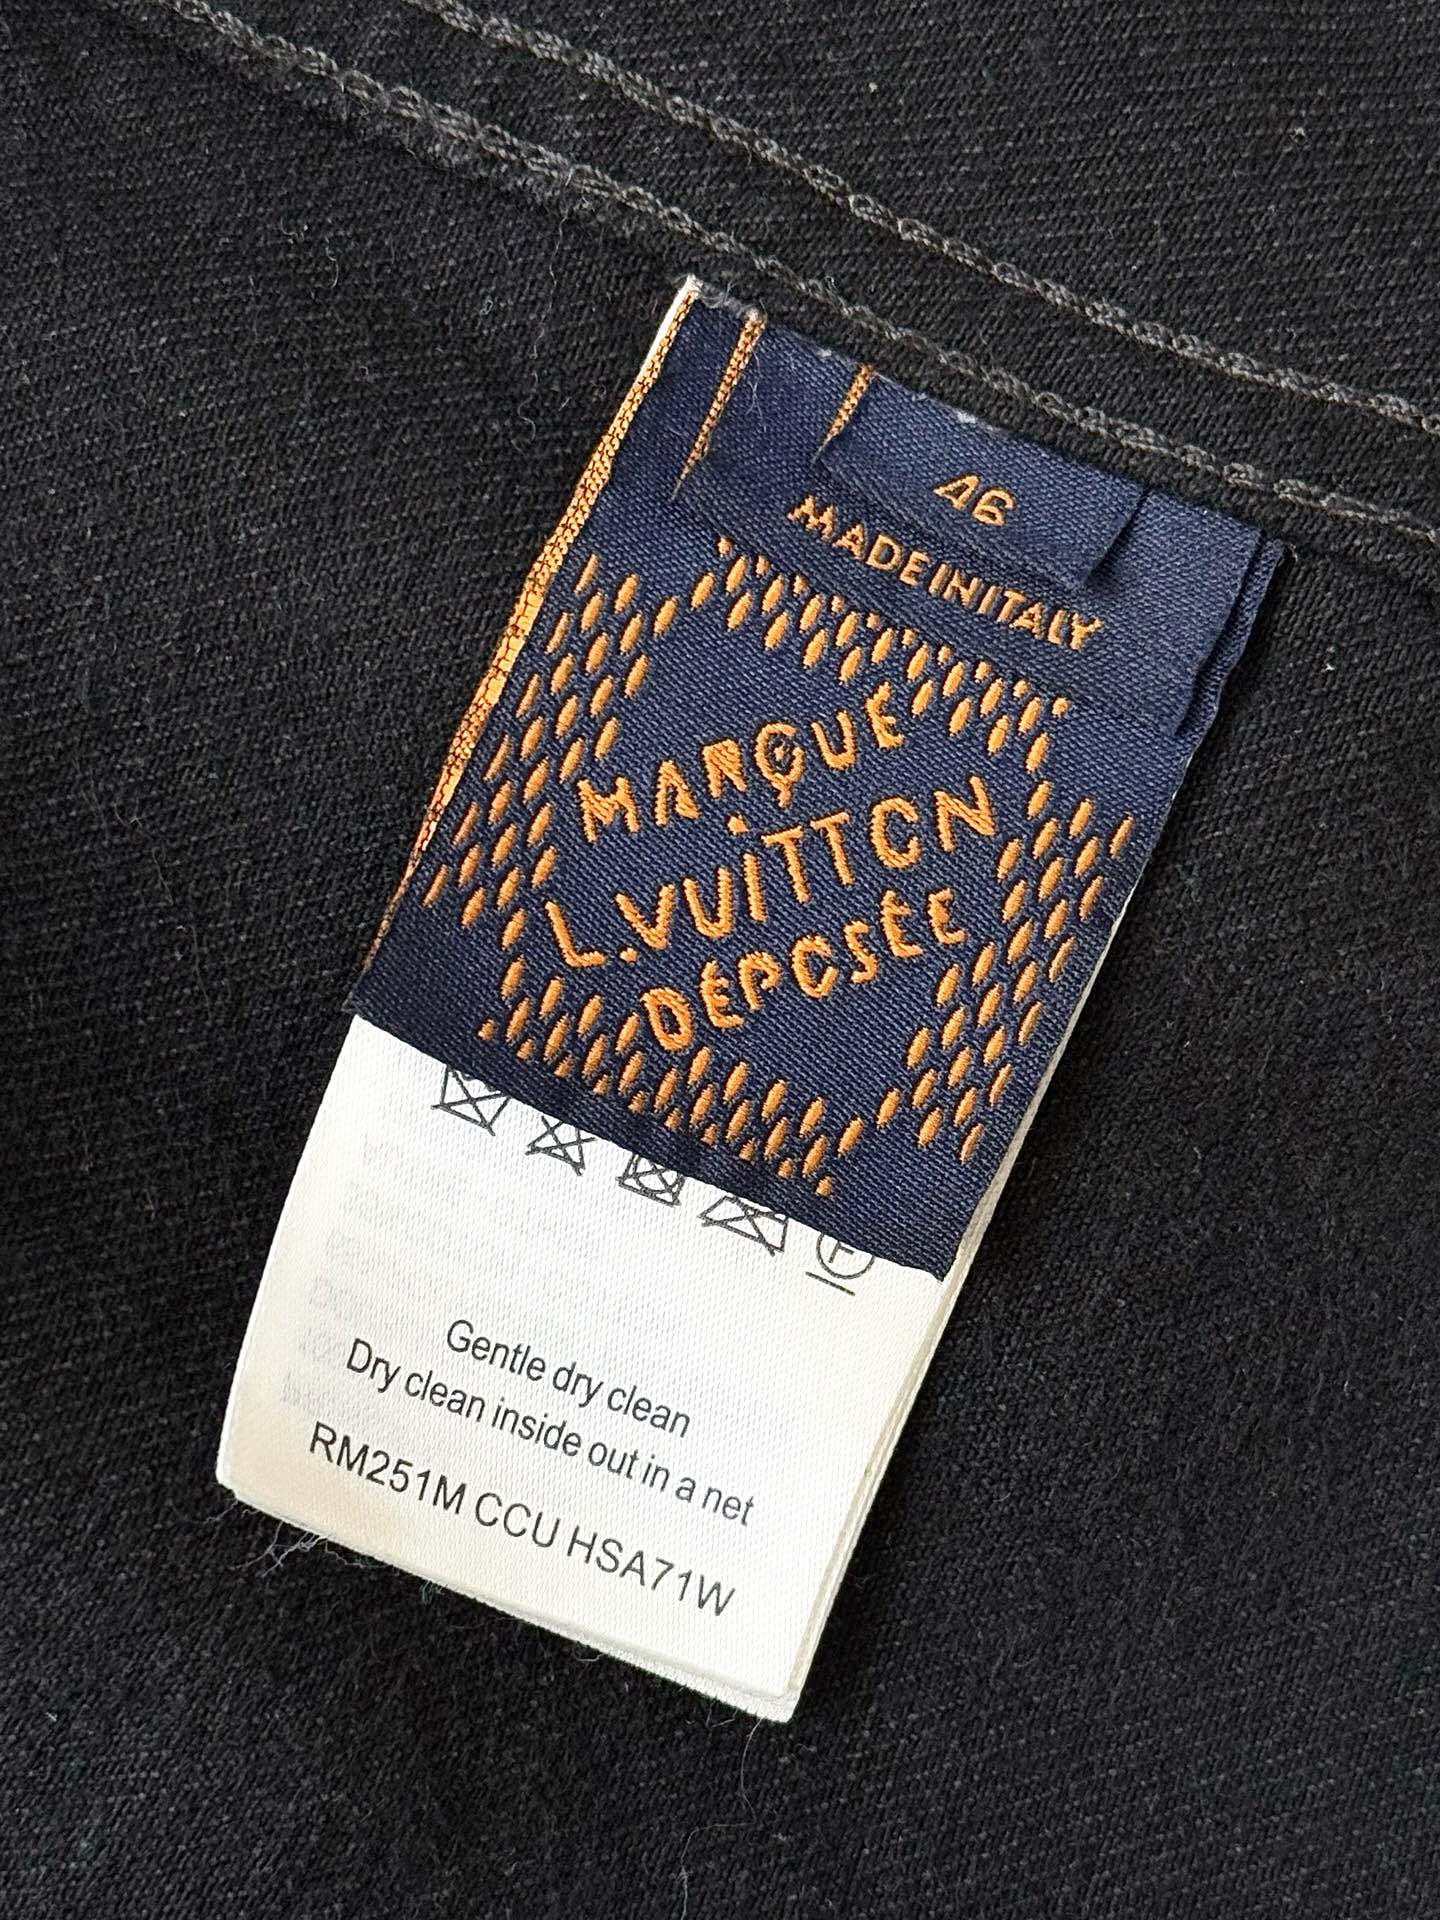 46
MADE IN ITALY
MARQUE
L.VUITTON
DÉPOSÉE
F
Gentle dry clean
Dry clean inside out in a net
RM251M CCU HSA71W